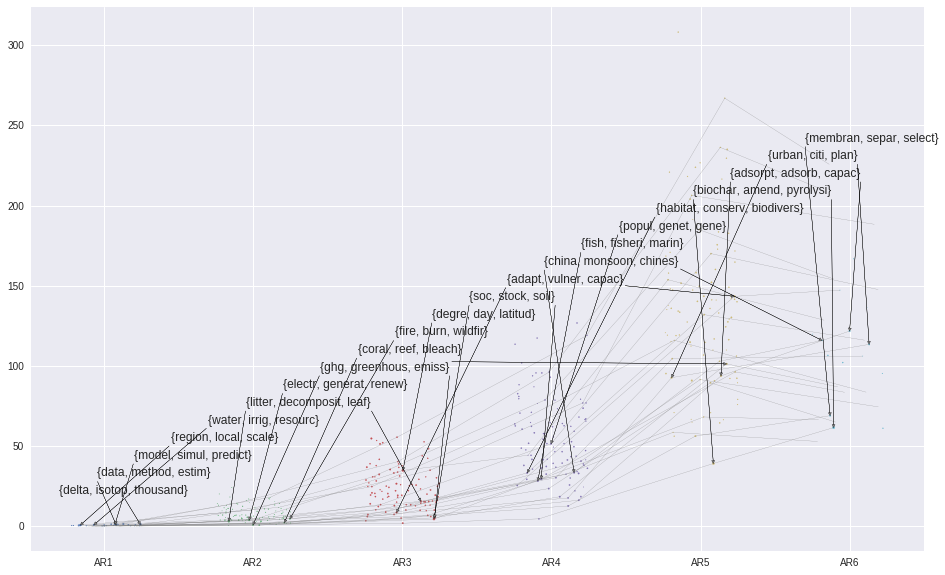 300
{membran, separ, select}
250
{urban, citi, plan}
{adsorpt, adsorb, capac}
200
{biochar, amend, pyrolysi}
{habitat, conserv, biodivers}
{popul, genet, gene}
{fish, fisheri, marin}
{china, monsoon, chines}
150
{adapt, vulner, capac}
{soc, stock, soil}
{degre, day, latitud}
{fire, burn, wildfir}
{coral, reef, bleach}
100
{ghg, greenhous, emiss}
{electr, generat, renew}
{litter, decomposit, leaf}
{water, irrig, resourc}
50
{region, local, scale}
{model, simul, predict}
{data, method, estim}
{delta, isotop, thousand}
0
AR1 AR2 AR3 AR4 AR5 AR6